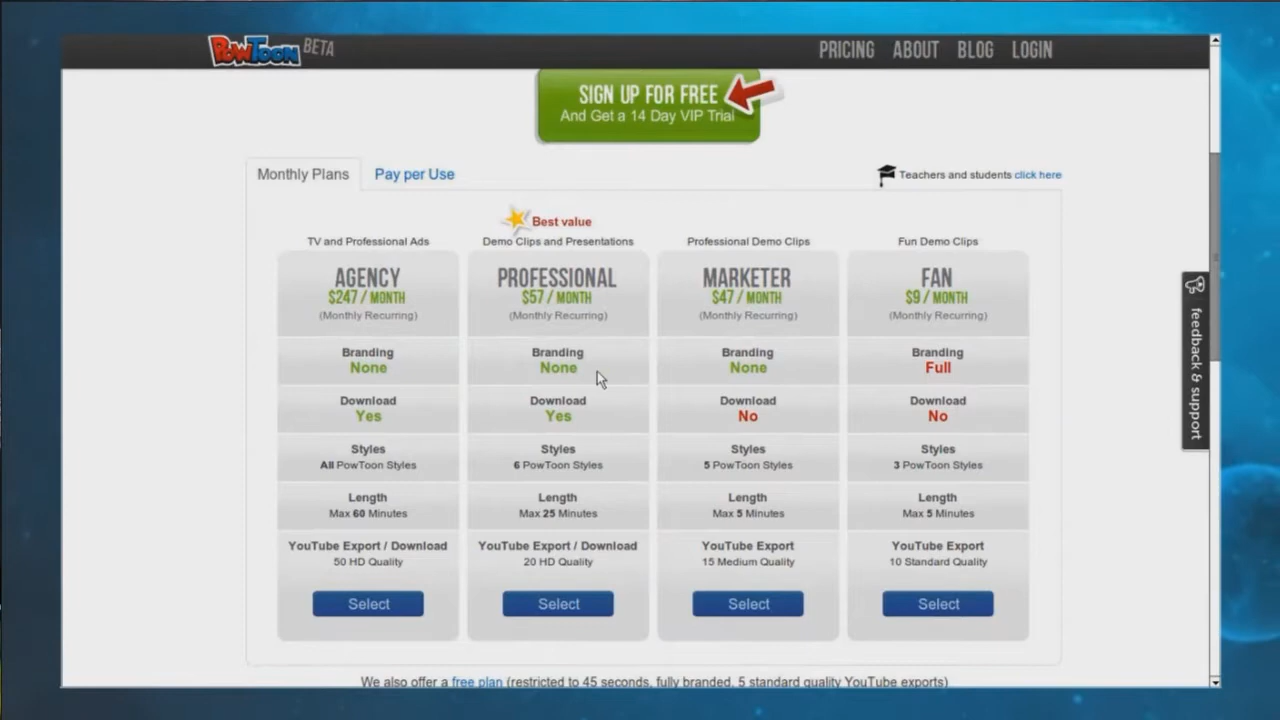 PowToon BETA
PRICING ABOUT BLOG LOGIN
SIGN UP FOR FREE
And Get a 14 Day VIP Trial
Monthly Plans Pay per Use
Teachers and students click here
Best value
TV and Professional Ads
AGENCY
$247 / MONTH
(Monthly Recurring)
Branding
None
Download
Yes
Styles
All PowToon Styles
Length
Max 60 Minutes
YouTube Export / Download
50 HD Quality
Select
Demo Clips and Presentations
PROFESSIONAL
$57 / MONTH
(Monthly Recurring)
Branding
None
Download
Yes
Styles
6 PowToon Styles
Length
Max 25 Minutes
YouTube Export / Download
20 HD Quality
Select
Professional Demo Clips
MARKETER
$47 / MONTH
(Monthly Recurring)
Branding
None
Download
No
Styles
5 PowToon Styles
Length
Max 5 Minutes
YouTube Export
15 Medium Quality
Select
Fun Demo Clips
FAN
$9 / MONTH
(Monthly Recurring)
Branding
Full
Download
No
Styles
3 PowToon Styles
Length
Max 5 Minutes
YouTube Export
10 Standard Quality
Select
feedback & support
We also offer a free plan (restricted to 45 seconds, fully branded, 5 standard quality YouTube exports)